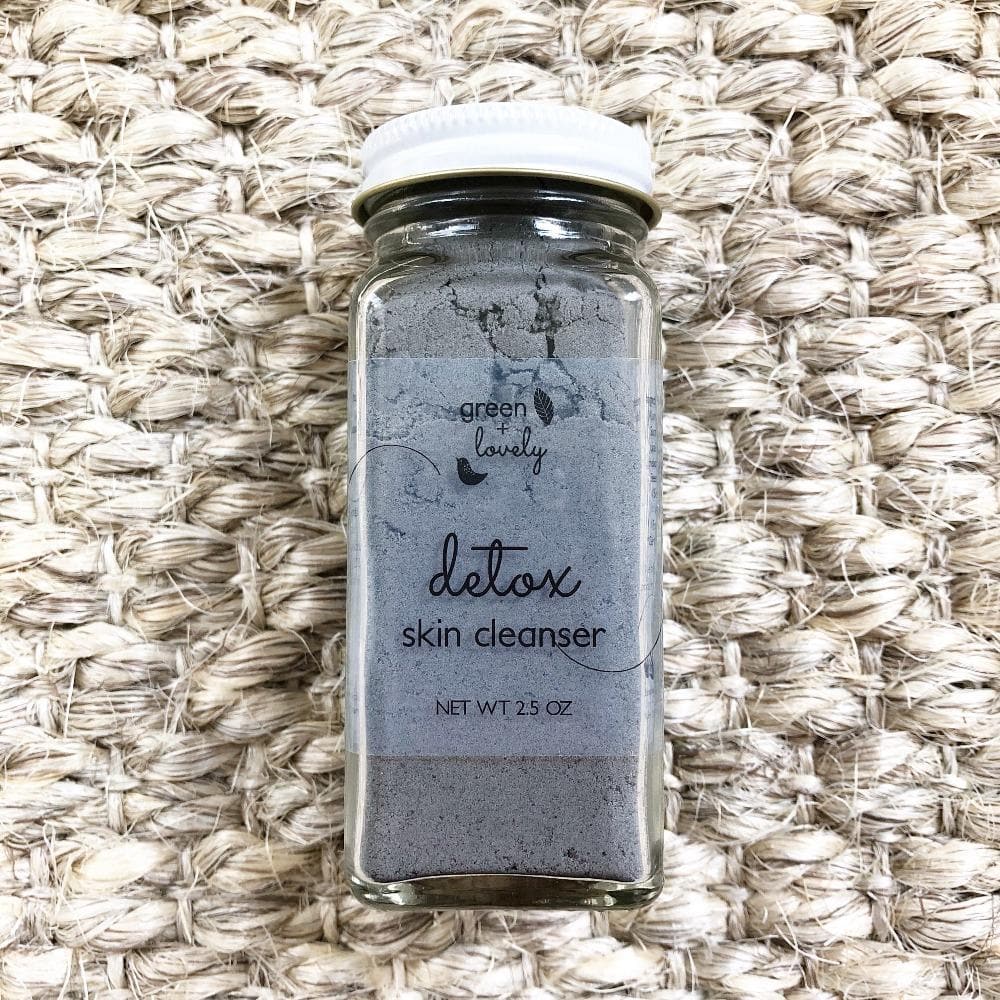 green
+
lovely
detox
skin cleanser
NET WT 2.5 OZ